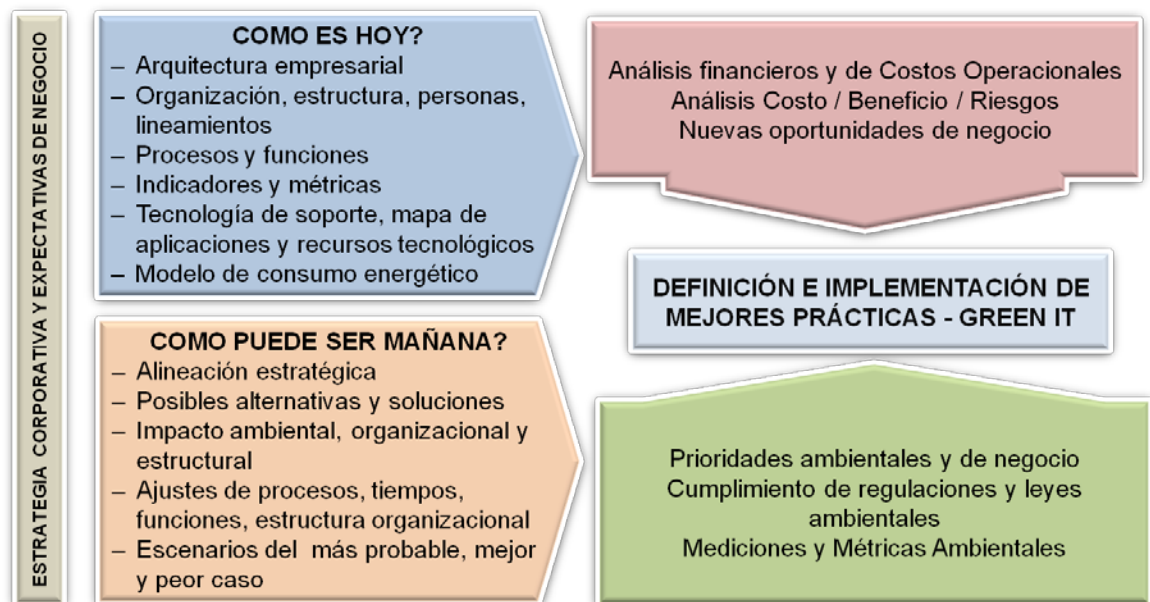 ESTRATEGIA CORPORATIVA Y EXPECTATIVAS DE NEGOCIO
COMO ES HOY?
– Arquitectura empresarial
– Organización, estructura, personas,
lineamientos
– Procesos y funciones
– Indicadores y métricas
– Tecnología de soporte, mapa de
aplicaciones y recursos tecnológicos
– Modelo de consumo energético
COMO PUEDE SER MAÑANA?
– Alineación estratégica
– Posibles alternativas y soluciones
– Impacto ambiental, organizacional y
estructural
– Ajustes de procesos, tiempos,
funciones, estructura organizacional
– Escenarios del más probable, mejor
y peor caso
Análisis financieros y de Costos Operacionales
Análisis Costo / Beneficio / Riesgos
Nuevas oportunidades de negocio
DEFINICIÓN E IMPLEMENTACIÓN DE
MEJORES PRÁCTICAS - GREEN IT
Prioridades ambientales y de negocio
Cumplimiento de regulaciones y leyes
ambientales
Mediciones y Métricas Ambientales